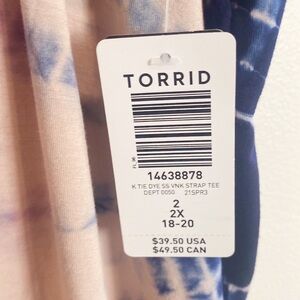 TORRID
14638878
K TIE DYE SS VNK STRAP TEE
DEPT 0050 21SPR3
2
2X
18-20
$39.50 USA
$49.50 CAN